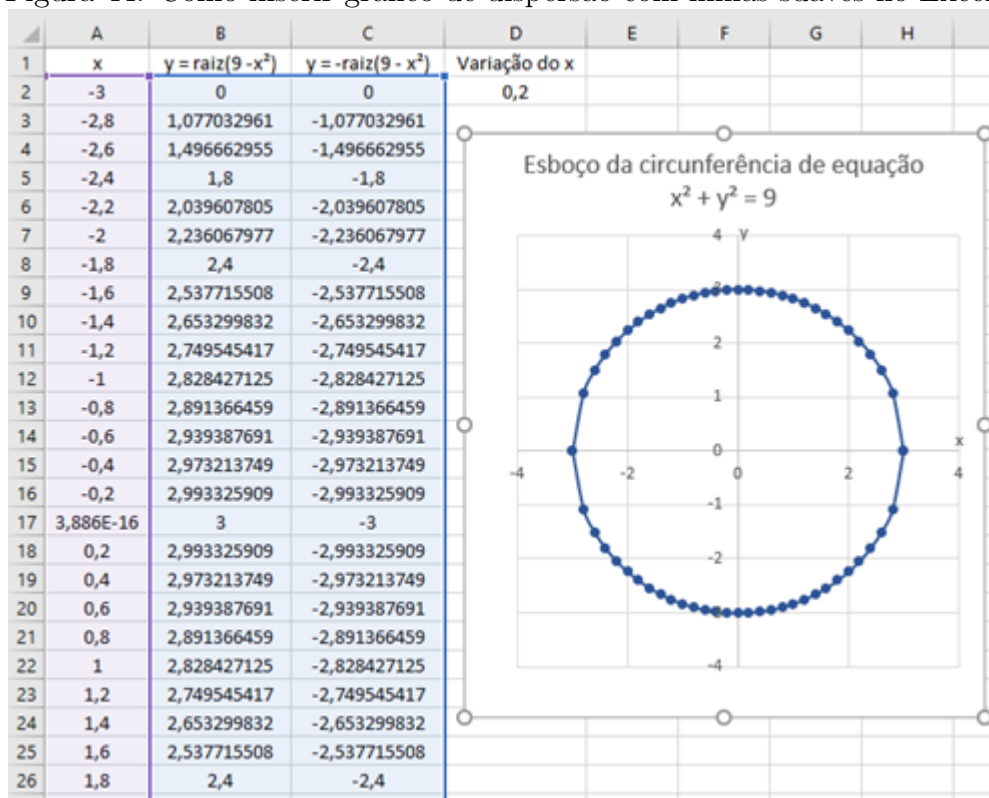 Figura 11: Como inserir gráfico de dispersão com linhas suaves no Excel
A B C D E F G H
1 x y = raiz(9 -x²) y = -raiz(9 - x²) Variação do x
2 -3 0 0 0,2
3 -2,8 1,077032961 -1,077032961
4 -2,6 1,496662955 -1,496662955
5 -2,4 1,8 -1,8
6 -2,2 2,039607805 -2,039607805
7 -2 2,236067977 -2,236067977
8 -1,8 2,4 -2,4
9 -1,6 2,537715508 -2,537715508
10 -1,4 2,653299832 -2,653299832
11 -1,2 2,749545417 -2,749545417
12 -1 2,828427125 -2,828427125
13 -0,8 2,891366459 -2,891366459
14 -0,6 2,939387691 -2,939387691
15 -0,4 2,973213749 -2,973213749
16 -0,2 2,993325909 -2,993325909
17 3,886E-16 3 -3
18 0,2 2,993325909 -2,993325909
19 0,4 2,973213749 -2,973213749
20 0,6 2,939387691 -2,939387691
21 0,8 2,891366459 -2,891366459
22 1 2,828427125 -2,828427125
23 1,2 2,749545417 -2,749545417
24 1,4 2,653299832 -2,653299832
25 1,6 2,537715508 -2,537715508
26 1,8 2,4 -2,4
Esboço da circunferência de equação
x² + y² = 9
4 y
3
2
1
0 x
-4 -2 0 2 4
-1
-2
-3
-4